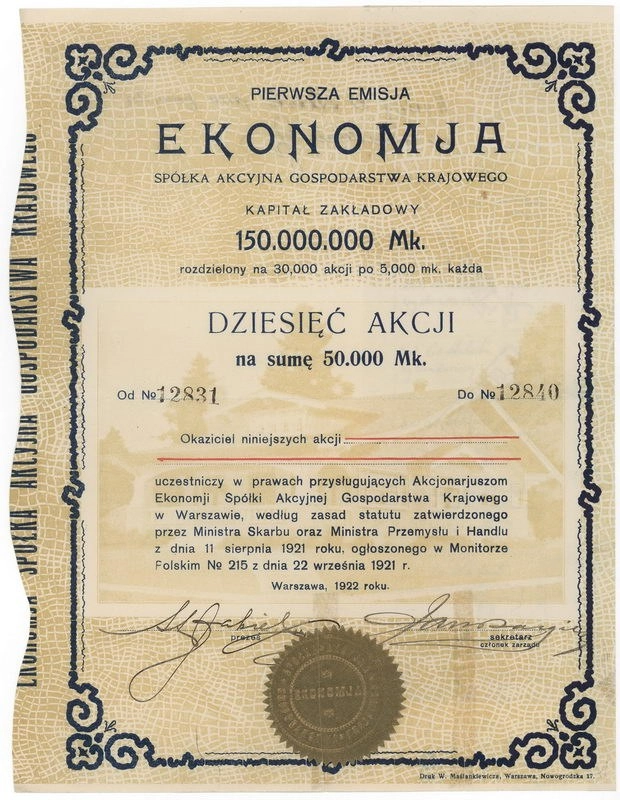 PIERWSZA EMISJA
EKONOMJA
SPÓŁKA AKCYJNA GOSPODARSTWA KRAJOWEGO
KAPITAŁ ZAKŁADOWY
150.000.000 Mk.
rozdzielony na 30,000 akcji po 5,000 mk. każda
DZIESIĘĆ AKCJI
na sumę 50.000 Mk.
Od № 12831 Do № 12840
Okaziciel niniejszych akcji
uczestniczy w prawach przysługujących Akcjonarjuszom
Ekonomji Spółki Akcyjnej Gospodarstwa Krajowego
w Warszawie, według zasad statutu zatwierdzonego
przez Ministra Skarbu oraz Ministra Przemysłu i Handlu
z dnia 11 sierpnia 1921 roku, ogłoszonego w Monitorze
Polskim № 215 z dnia 22 września 1921 r.
Warszawa, 1922 roku.
prezes
sekretarz
członek zarządu
EKONOMJA
Druk W. Maślankiewicza, Warszawa, Nowogrodzka 17.
EKONOMJA SPÓŁKA AKCYJNA GOSPODARSTWA KRAJOWEGO